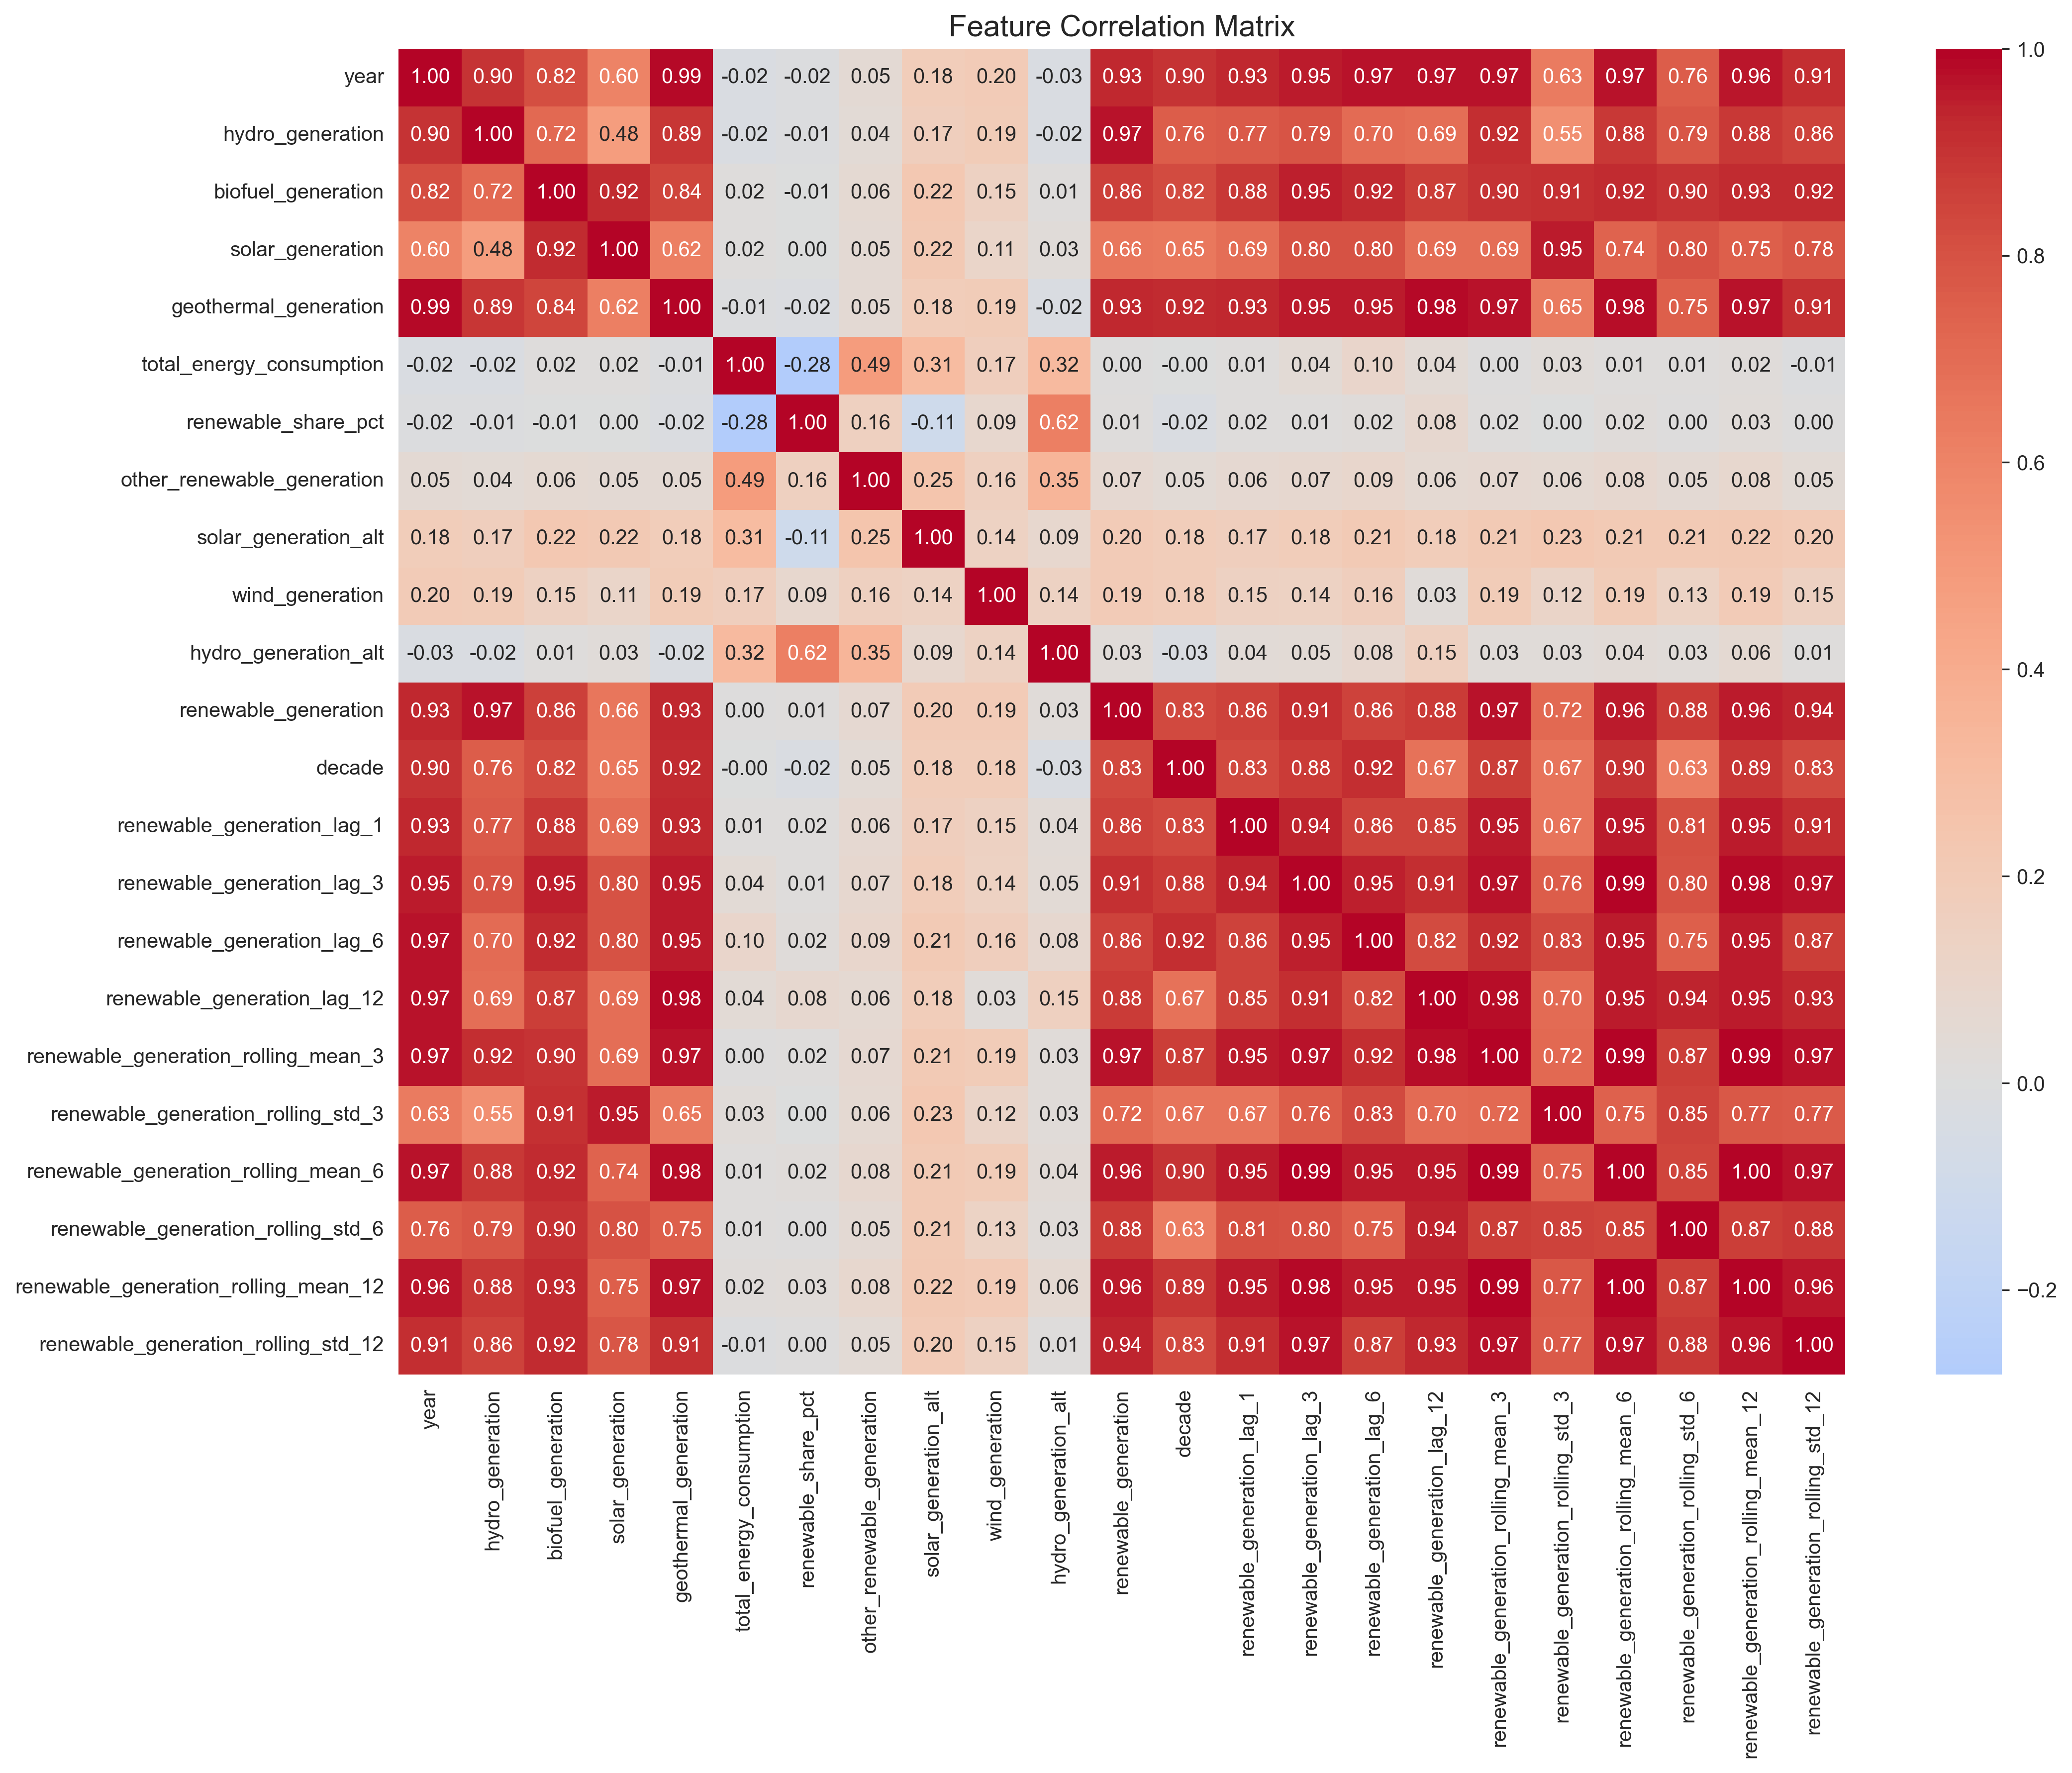 Feature Correlation Matrix
year 1.00 0.90 0.82 0.60 0.99 -0.02 -0.02 0.05 0.18 0.20 -0.03 0.93 0.90 0.93 0.95 0.97 0.97 0.97 0.63 0.97 0.76 0.96 0.91
hydro_generation 0.90 1.00 0.72 0.48 0.89 -0.02 -0.01 0.04 0.17 0.19 -0.02 0.97 0.76 0.77 0.79 0.70 0.69 0.92 0.55 0.88 0.79 0.88 0.86
biofuel_generation 0.82 0.72 1.00 0.92 0.84 0.02 -0.01 0.06 0.22 0.15 0.01 0.86 0.82 0.88 0.95 0.92 0.87 0.90 0.91 0.92 0.90 0.93 0.92
solar_generation 0.60 0.48 0.92 1.00 0.62 0.02 0.00 0.05 0.22 0.11 0.03 0.66 0.65 0.69 0.80 0.80 0.69 0.69 0.95 0.74 0.80 0.75 0.78
geothermal_generation 0.99 0.89 0.84 0.62 1.00 -0.01 -0.02 0.05 0.18 0.19 -0.02 0.93 0.92 0.93 0.95 0.95 0.98 0.97 0.65 0.98 0.75 0.97 0.91
total_energy_consumption -0.02 -0.02 0.02 0.02 -0.01 1.00 -0.28 0.49 0.31 0.17 0.32 0.00 -0.00 0.01 0.04 0.10 0.04 0.00 0.03 0.01 0.01 0.02 -0.01
renewable_share_pct -0.02 -0.01 -0.01 0.00 -0.02 -0.28 1.00 0.16 -0.11 0.09 0.62 0.01 -0.02 0.02 0.01 0.02 0.08 0.02 0.00 0.02 0.00 0.03 0.00
other_renewable_generation 0.05 0.04 0.06 0.05 0.05 0.49 0.16 1.00 0.25 0.16 0.35 0.07 0.05 0.06 0.07 0.09 0.06 0.07 0.06 0.08 0.05 0.08 0.05
solar_generation_alt 0.18 0.17 0.22 0.22 0.18 0.31 -0.11 0.25 1.00 0.14 0.09 0.20 0.18 0.17 0.18 0.21 0.18 0.21 0.23 0.21 0.21 0.22 0.20
wind_generation 0.20 0.19 0.15 0.11 0.19 0.17 0.09 0.16 0.14 1.00 0.14 0.19 0.18 0.15 0.14 0.16 0.03 0.19 0.12 0.19 0.13 0.19 0.15
hydro_generation_alt -0.03 -0.02 0.01 0.03 -0.02 0.32 0.62 0.35 0.09 0.14 1.00 0.03 -0.03 0.04 0.05 0.08 0.15 0.03 0.03 0.04 0.03 0.06 0.01
renewable_generation 0.93 0.97 0.86 0.66 0.93 0.00 0.01 0.07 0.20 0.19 0.03 1.00 0.83 0.86 0.91 0.86 0.88 0.97 0.72 0.96 0.88 0.96 0.94
decade 0.90 0.76 0.82 0.65 0.92 -0.00 -0.02 0.05 0.18 0.18 -0.03 0.83 1.00 0.83 0.88 0.92 0.67 0.87 0.67 0.90 0.63 0.89 0.83
renewable_generation_lag_1 0.93 0.77 0.88 0.69 0.93 0.01 0.02 0.06 0.17 0.15 0.04 0.86 0.83 1.00 0.94 0.86 0.85 0.95 0.67 0.95 0.81 0.95 0.91
renewable_generation_lag_3 0.95 0.79 0.95 0.80 0.95 0.04 0.01 0.07 0.18 0.14 0.05 0.91 0.88 0.94 1.00 0.95 0.91 0.97 0.76 0.99 0.80 0.98 0.97
renewable_generation_lag_6 0.97 0.70 0.92 0.80 0.95 0.10 0.02 0.09 0.21 0.16 0.08 0.86 0.92 0.86 0.95 1.00 0.82 0.92 0.83 0.95 0.75 0.95 0.87
renewable_generation_lag_12 0.97 0.69 0.87 0.69 0.98 0.04 0.08 0.06 0.18 0.03 0.15 0.88 0.67 0.85 0.91 0.82 1.00 0.98 0.70 0.95 0.94 0.95 0.93
renewable_generation_rolling_mean_3 0.97 0.92 0.90 0.69 0.97 0.00 0.02 0.07 0.21 0.19 0.03 0.97 0.87 0.95 0.97 0.92 0.98 1.00 0.72 0.99 0.87 0.99 0.97
renewable_generation_rolling_std_3 0.63 0.55 0.91 0.95 0.65 0.03 0.00 0.06 0.23 0.12 0.03 0.72 0.67 0.67 0.76 0.83 0.70 0.72 1.00 0.75 0.85 0.77 0.77
renewable_generation_rolling_mean_6 0.97 0.88 0.92 0.74 0.98 0.01 0.02 0.08 0.21 0.19 0.04 0.96 0.90 0.95 0.99 0.95 0.95 0.99 0.75 1.00 0.85 1.00 0.97
renewable_generation_rolling_std_6 0.76 0.79 0.90 0.80 0.75 0.01 0.00 0.05 0.21 0.13 0.03 0.88 0.63 0.81 0.80 0.75 0.94 0.87 0.85 0.85 1.00 0.87 0.88
renewable_generation_rolling_mean_12 0.96 0.88 0.93 0.75 0.97 0.02 0.03 0.08 0.22 0.19 0.06 0.96 0.89 0.95 0.98 0.95 0.95 0.99 0.77 1.00 0.87 1.00 0.96
renewable_generation_rolling_std_12 0.91 0.86 0.92 0.78 0.91 -0.01 0.00 0.05 0.20 0.15 0.01 0.94 0.83 0.91 0.97 0.87 0.93 0.97 0.77 0.97 0.88 0.96 1.00
year
hydro_generation
biofuel_generation
solar_generation
geothermal_generation
total_energy_consumption
renewable_share_pct
other_renewable_generation
solar_generation_alt
wind_generation
hydro_generation_alt
renewable_generation
decade
renewable_generation_lag_1
renewable_generation_lag_3
renewable_generation_lag_6
renewable_generation_lag_12
renewable_generation_rolling_mean_3
renewable_generation_rolling_std_3
renewable_generation_rolling_mean_6
renewable_generation_rolling_std_6
renewable_generation_rolling_mean_12
renewable_generation_rolling_std_12
1.0
0.8
0.6
0.4
0.2
0.0
−0.2